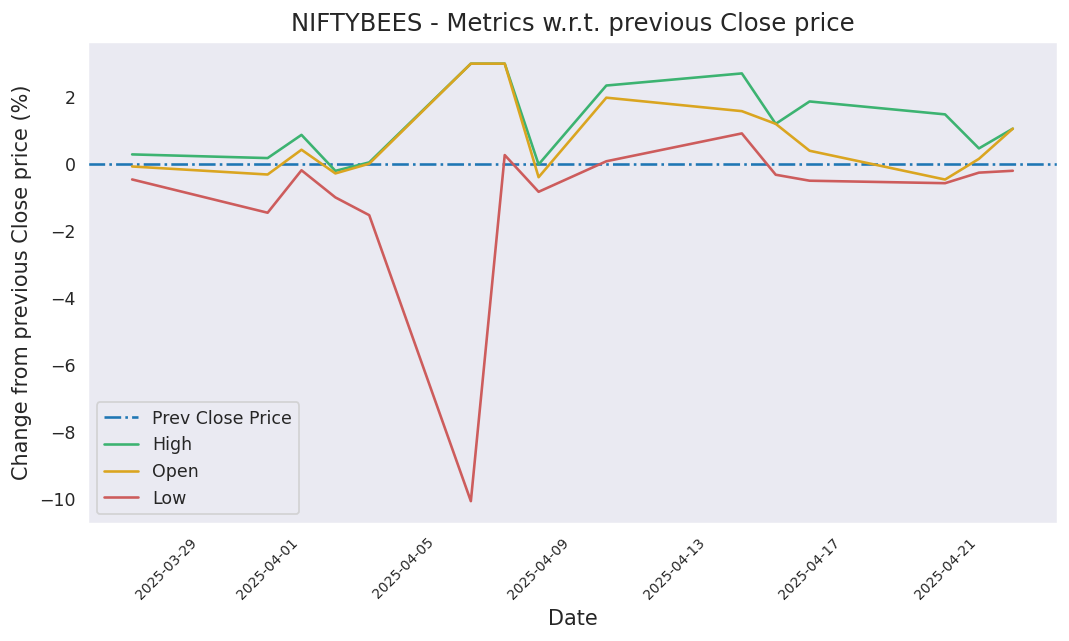 NIFTYBEES - Metrics w.r.t. previous Close price
Change from previous Close price (%)
2
0
−2
−4
−6
−8
−10
Prev Close Price
High
Open
Low
2025-03-29
2025-04-01
2025-04-05
2025-04-09
2025-04-13
2025-04-17
2025-04-21
Date